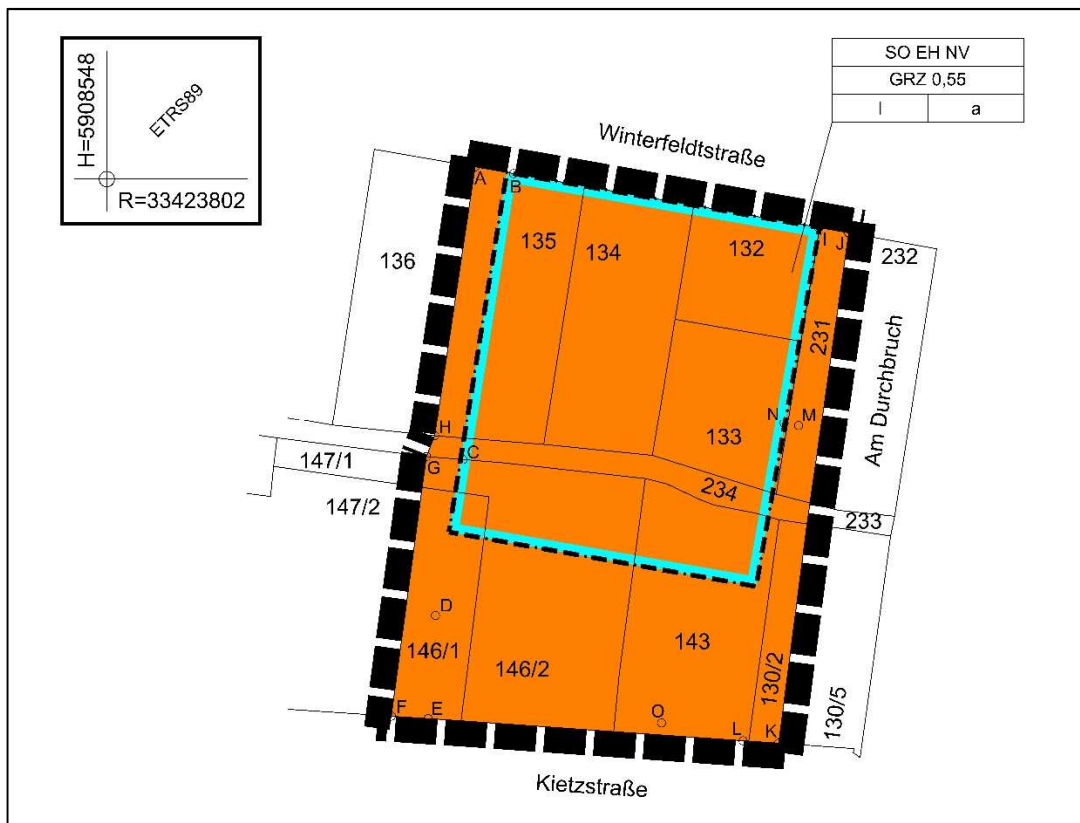 H=5908548
ETRS89
R=33423802
SO EH NV
GRZ 0,55
I
a
Winterfeldtstraße
A
B
I
J
135
134
132
136
232
231
Am Durchbruch
N
M
133
H
C
G
147/1
147/2
234
233
D
146/1
146/2
143
130/2
130/5
F
E
O
L
K
Kietzstraße